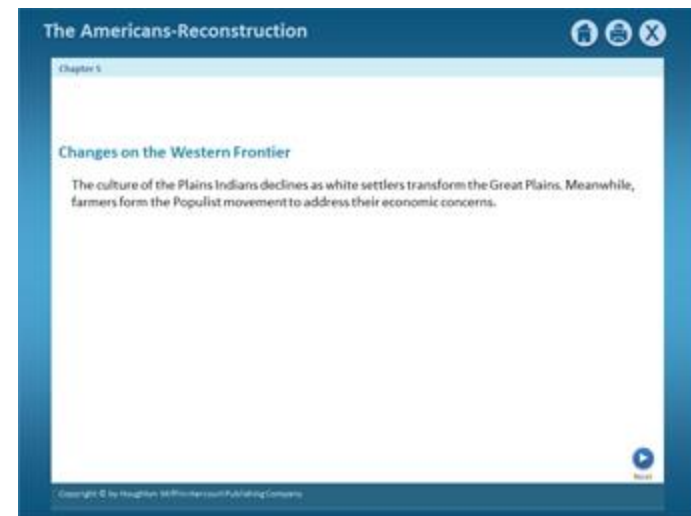 The Americans-Reconstruction
Chapter 5
Changes on the Western Frontier
The culture of the Plains Indians declines as white settlers transform the Great Plains. Meanwhile,
farmers form the Populist movement to address their economic concerns.
Next
Copyright © by Houghton Mifflin Harcourt Publishing Company